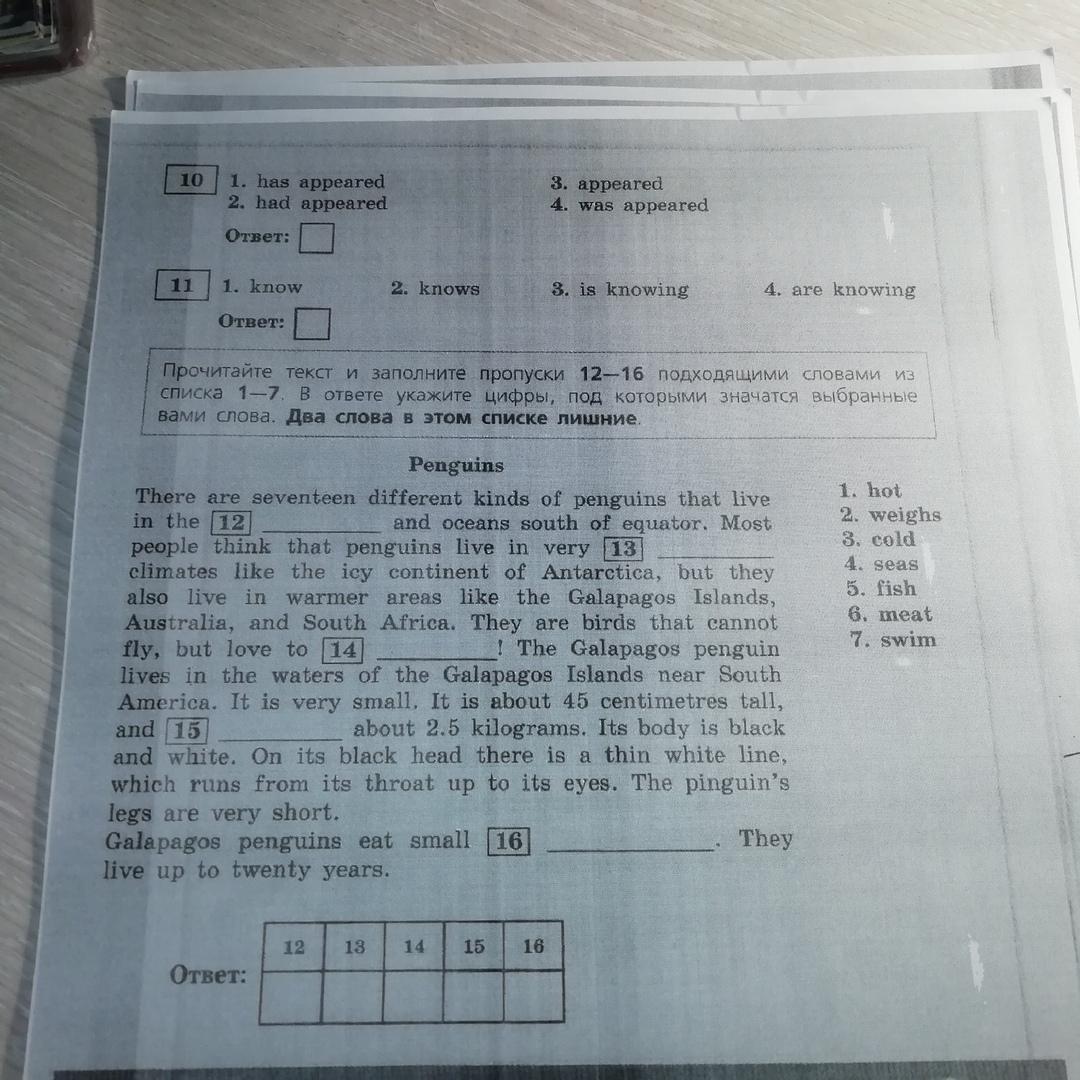 10 1. has appeared 3. appeared
2. had appeared 4. was appeared
Ответ:
11 1. know 2. knows 3. is knowing 4. are knowing
Ответ:
Прочитайте текст и заполните пропуски 12—16 подходящими словами из
списка 1—7. В ответе укажите цифры, под которыми значатся выбранные
вами слова. Два слова в этом списке лишние.
Penguins
There are seventeen different kinds of penguins that live
in the 12 __________ and oceans south of equator. Most
people think that penguins live in very 13 __________
climates like the icy continent of Antarctica, but they
also live in warmer areas like the Galapagos Islands,
Australia, and South Africa. They are birds that cannot
fly, but love to 14 __________! The Galapagos penguin
lives in the waters of the Galapagos Islands near South
America. It is very small. It is about 45 centimetres tall,
and 15 __________ about 2.5 kilograms. Its body is black
and white. On its black head there is a thin white line,
which runs from its throat up to its eyes. The pinguin's
legs are very short.
Galapagos penguins eat small 16 ______________. They
live up to twenty years.
1. hot
2. weighs
3. cold
4. seas
5. fish
6. meat
7. swim
12 13 14 15 16
Ответ: